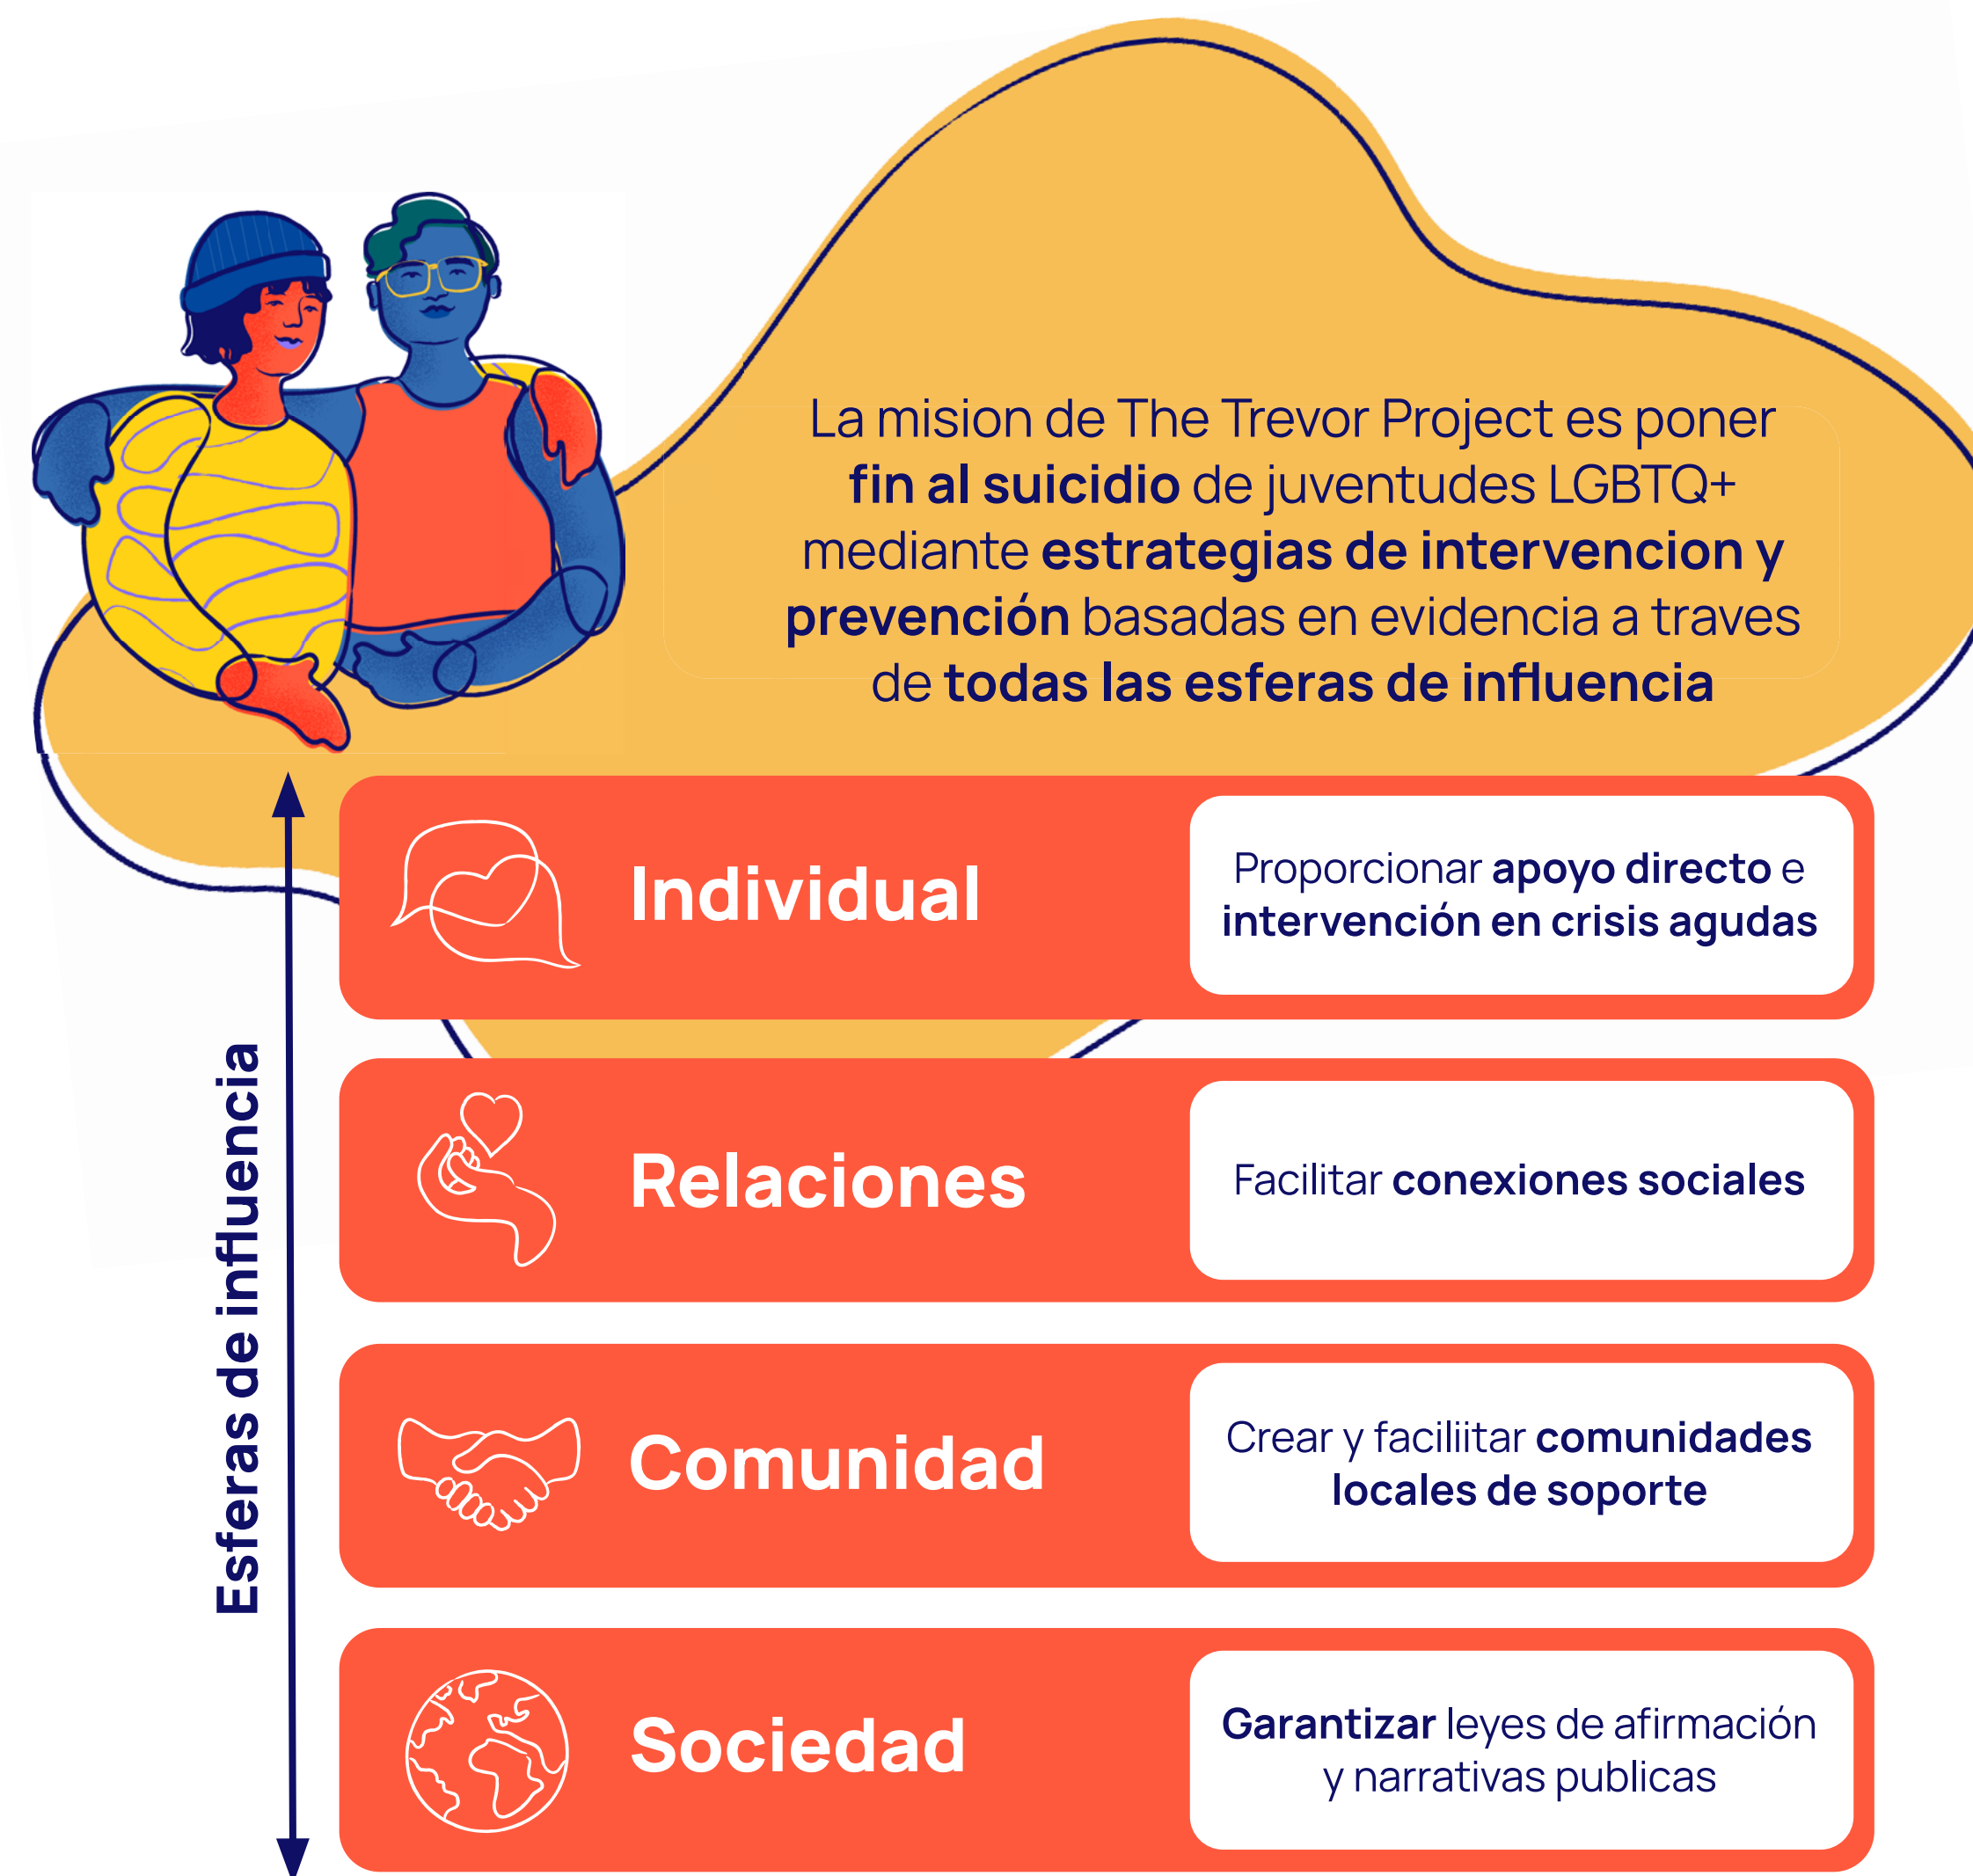 La mision de The Trevor Project es poner
fin al suicidio de juventudes LGBTQ+
mediante estrategias de intervencion y
prevención basadas en evidencia a traves
de todas las esferas de influencia
Esferas de influencia
Individual
Proporcionar apoyo directo e
intervención en crisis agudas
Relaciones
Facilitar conexiones sociales
Comunidad
Crear y faciliitar comunidades
locales de soporte
Sociedad
Garantizar leyes de afirmación
y narrativas publicas